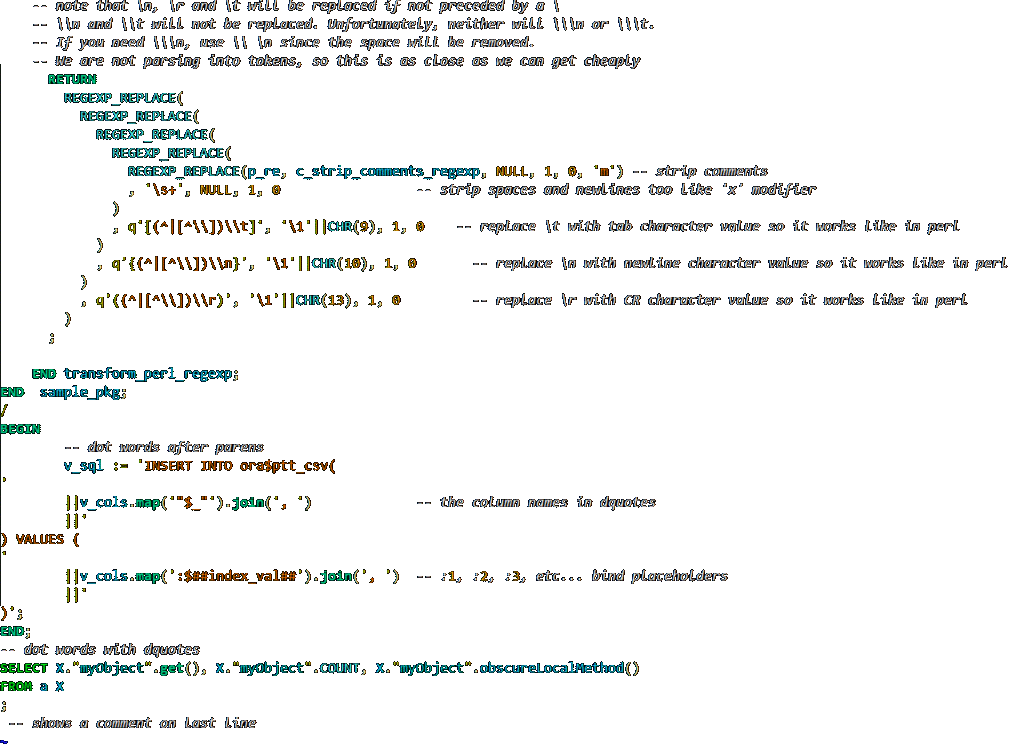 -- note that \n, \r and \t will be replaced if not preceded by a \
-- \\n and \\t will not be replaced. Unfortunately, neither will \\\n or \\\t.
-- If you need \\\n, use \\ \n since the space will be removed.
-- We are not parsing into tokens, so this is as close as we can get cheaply
RETURN
REGEXP_REPLACE(
REGEXP_REPLACE(
REGEXP_REPLACE(
REGEXP_REPLACE(
REGEXP_REPLACE(p_re, c_strip_comments_regexp, NULL, 1, 0, 'm') -- strip comments
, '\s+', NULL, 1, 0 -- strip spaces and newlines too like 'x' modifier
)
, q'[(^|[^\\])\\t]', '\1'||CHR(9), 1, 0 -- replace \t with tab character value so it works like in perl
)
, q'{(^|[^\\])\\n}', '\1'||CHR(10), 1, 0 -- replace \n with newline character value so it works like in perl
)
, q'((^|[^\\])\\r)', '\1'||CHR(13), 1, 0 -- replace \r with CR character value so it works like in perl
)
;
END transform_perl_regexp;
END sample_pkg;
/
BEGIN
-- dot words after parens
v_sql := 'INSERT INTO ora$ptt_csv(
'
||v_cols.map('"$_"').join(', ') -- the column names in dquotes
||'
) VALUES (
'
||v_cols.map(':$##index_val##').join(', ') -- :1, :2, :3, etc... bind placeholders
||'
)';
END;
-- dot words with dquotes
SELECT X."myObject".get(), X."myObject".COUNT, X."myObject".obscureLocalMethod()
FROM a X
;
-- shows a comment on last line
~